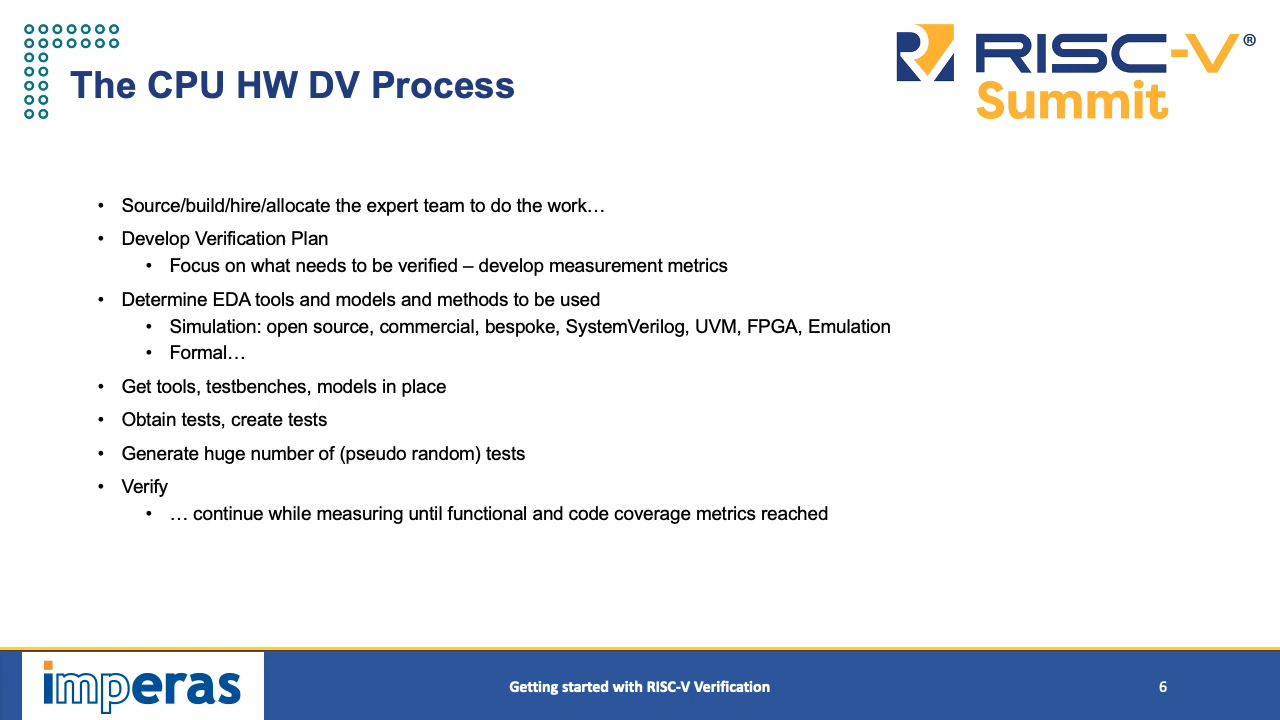 The CPU HW DV Process
RISC-V®
Summit
• Source/build/hire/allocate the expert team to do the work…
• Develop Verification Plan
• Focus on what needs to be verified – develop measurement metrics
• Determine EDA tools and models and methods to be used
• Simulation: open source, commercial, bespoke, SystemVerilog, UVM, FPGA, Emulation
• Formal…
• Get tools, testbenches, models in place
• Obtain tests, create tests
• Generate huge number of (pseudo random) tests
• Verify
• … continue while measuring until functional and code coverage metrics reached
imperas
Getting started with RISC-V Verification
6